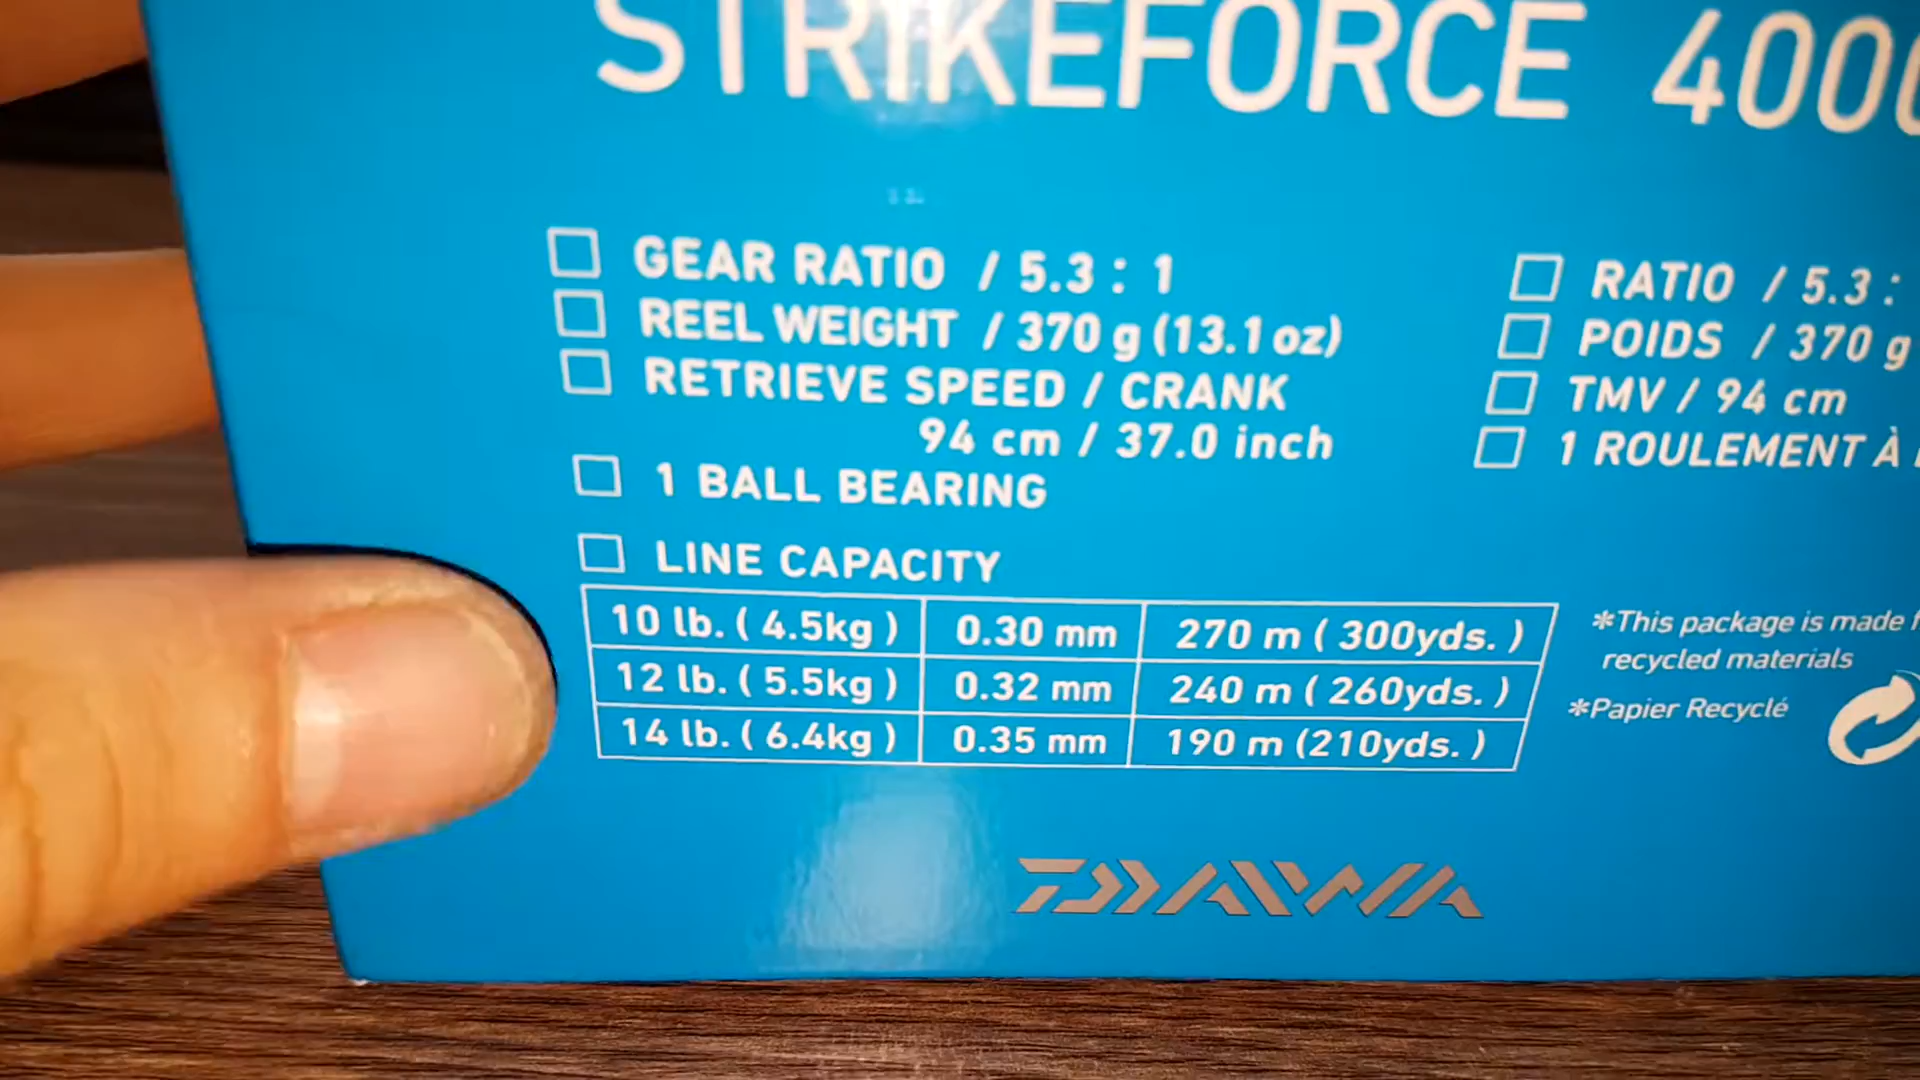 STRIKEFORCE 400
GEAR RATIO / 5.3 : 1
REEL WEIGHT / 370 g (13.1 oz)
RETRIEVE SPEED / CRANK
94 cm / 37.0 inch
1 BALL BEARING
LINE CAPACITY
10 lb. ( 4.5kg ) 0.30 mm 270 m ( 300yds. )
12 lb. ( 5.5kg ) 0.32 mm 240 m ( 260yds. )
14 lb. ( 6.4kg ) 0.35 mm 190 m (210yds. )
RATIO / 5.3 :
POIDS / 370 g
TMV / 94 cm
1 ROULEMENT À
*This package is made
recycled materials
*Papier Recyclé
DAIWA